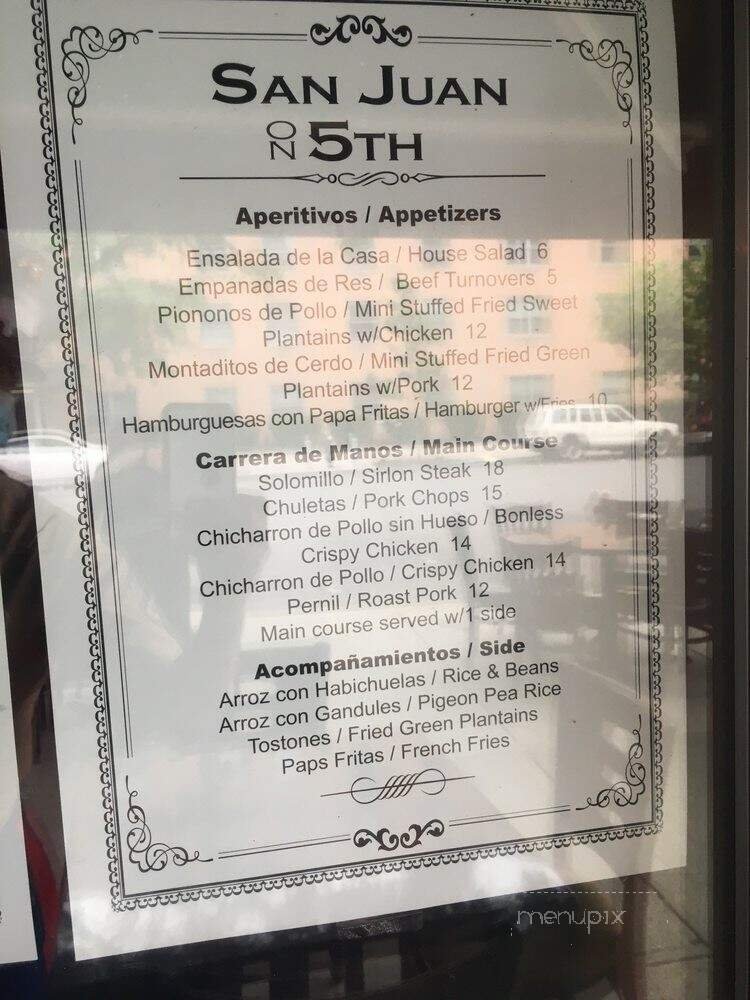 SAN JUAN
ON 5TH
Aperitivos / Appetizers
Ensalada de la Casa / House Salad 6
Empanadas de Res / Beef Turnovers 5
Piononos de Pollo / Mini Stuffed Fried Sweet
Plantains w/Chicken 12
Montaditos de Cerdo / Mini Stuffed Fried Green
Plantains w/Pork 12
Hamburguesas con Papa Fritas / Hamburger w/Fries 10
Carrera de Manos / Main Course
Solomillo / Sirlon Steak 18
Chuletas / Pork Chops 15
Chicharron de Pollo sin Hueso / Bonless
Crispy Chicken 14
Chicharron de Pollo / Crispy Chicken 14
Pernil / Roast Pork 12
Main course served w/1 side
Acompañamientos / Side
Arroz con Habichuelas / Rice & Beans
Arroz con Gandules / Pigeon Pea Rice
Tostones / Fried Green Plantains
Paps Fritas / French Fries
menupix